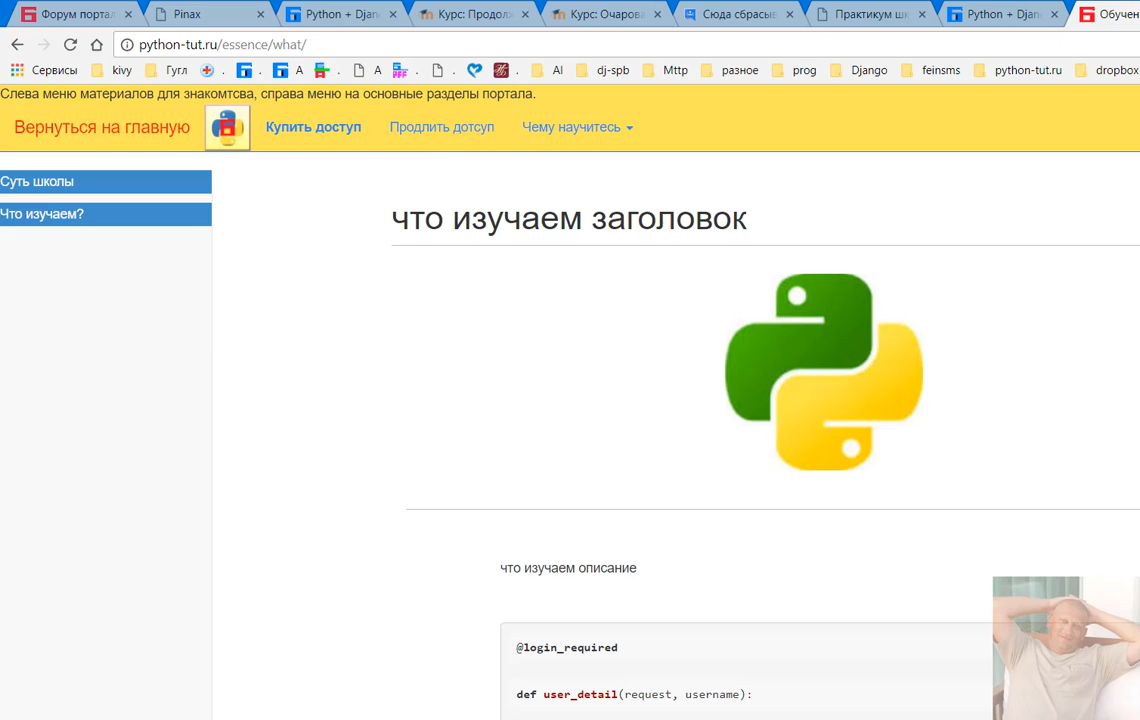 Форум портал Pinax Python + Djan Курс: Продолж Курс: Очарова Сюда сбрасыв Практикум шк Python + Djan Обучен
python-tut.ru/essence/what/
Сервисы kivy Гугл . . А . А . . AI dj-spb Mttp разное prog Django feinsms python-tut.ru dropbox
Слева меню материалов для знакомтсва, справа меню на основные разделы портала.
Вернуться на главную Купить доступ Продлить дотсуп Чему научитесь
Суть школы
Что изучаем?
что изучаем заголовок
что изучаем описание
@login_required
def user_detail(request, username):